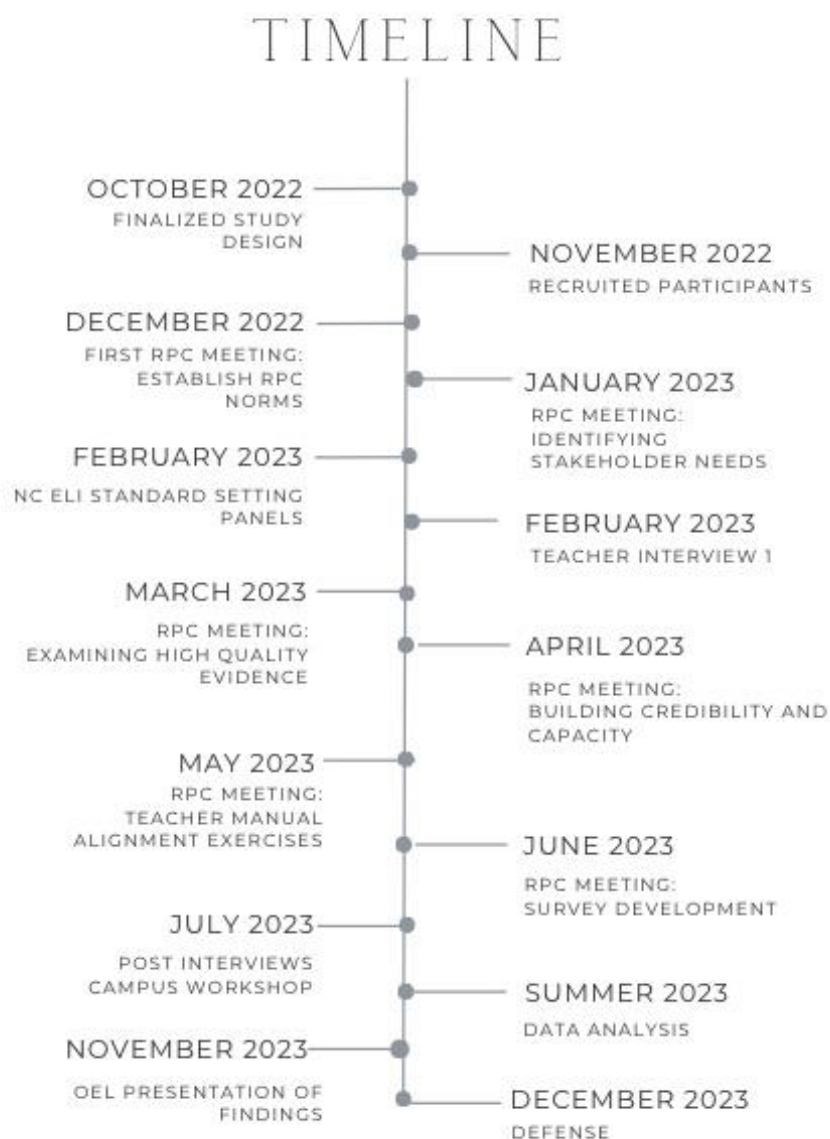 TIMELINE
OCTOBER 2022
FINALIZED STUDY
DESIGN
NOVEMBER 2022
RECRUITED PARTICIPANTS
DECEMBER 2022
FIRST RPC MEETING:
ESTABLISH RPC
NORMS
JANUARY 2023
RPC MEETING:
IDENTIFYING
STAKEHOLDER NEEDS
FEBRUARY 2023
NC ELI STANDARD SETTING
PANELS
FEBRUARY 2023
TEACHER INTERVIEW 1
MARCH 2023
RPC MEETING:
EXAMINING HIGH QUALITY
EVIDENCE
APRIL 2023
RPC MEETING:
BUILDING CREDIBILITY AND
CAPACITY
MAY 2023
RPC MEETING:
TEACHER MANUAL
ALIGNMENT EXERCISES
JUNE 2023
RPC MEETING:
SURVEY DEVELOPMENT
JULY 2023
POST INTERVIEWS
CAMPUS WORKSHOP
SUMMER 2023
DATA ANALYSIS
NOVEMBER 2023
OEL PRESENTATION OF
FINDINGS
DECEMBER 2023
DEFENSE